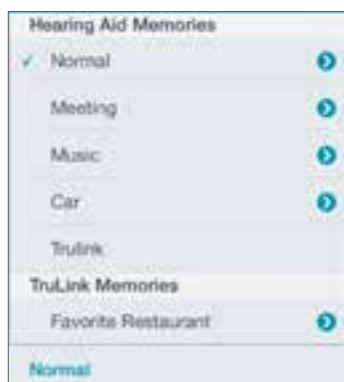 Hearing Aid Memories
✓ Normal
Meeting
Music
Car
Trulink
TruLink Memories
Favorite Restaurant
Normal